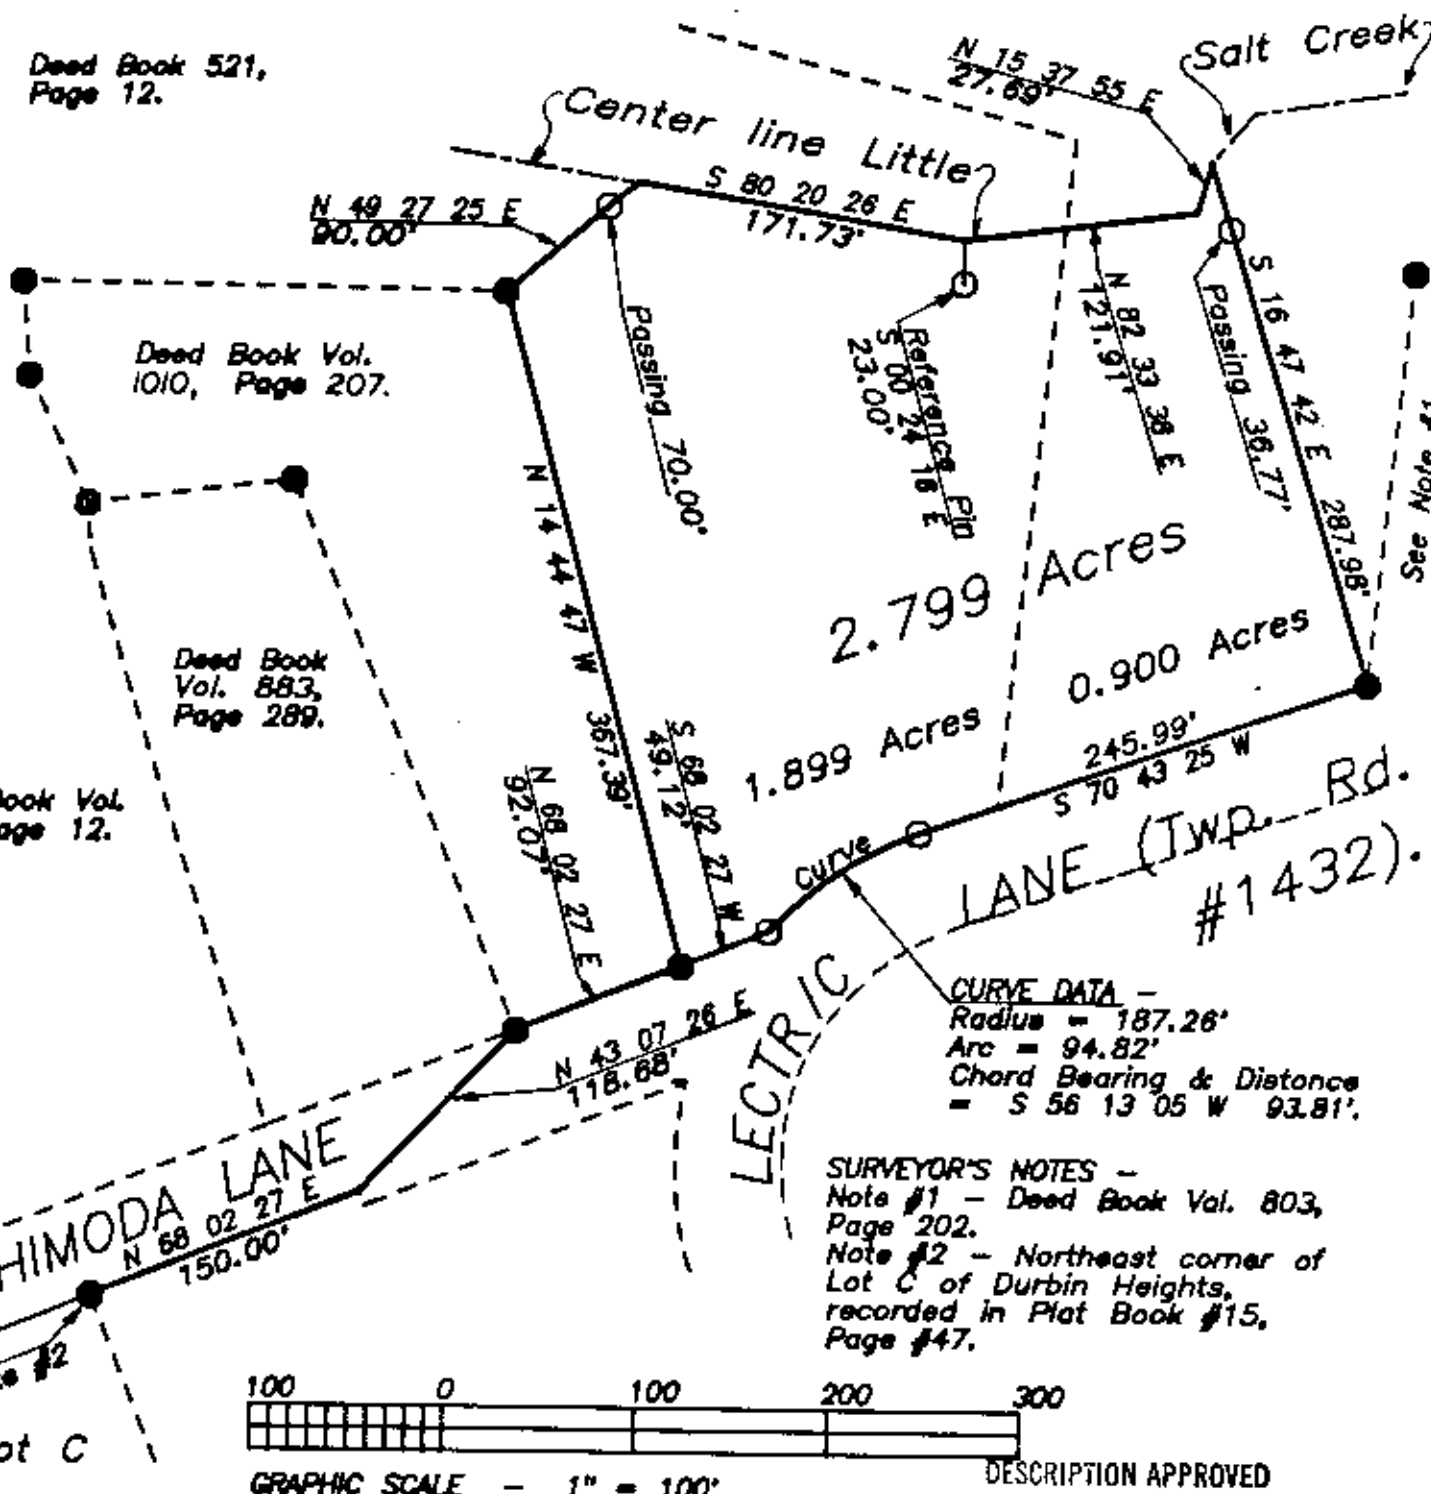 Deed Book 521,
Page 12.
N 15 37 55 E
27.69'
Salt Creek
Center line Little
S 80 20 26 E
171.73'
N 49 27 25 E
90.00'
Deed Book Vol.
1010, Page 207.
Passing 70.00'
Reference Pin
S 00 24 18 E
23.00'
N 82 33 38 E
121.91'
Passing 36.77'
S 16 47 42 E 287.98'
See Note #1
N 14 44 47 W 367.39'
2.799 Acres
0.900 Acres
1.899 Acres
Deed Book
Vol. 883,
Page 289.
Book Vol.
Page 12.
N 68 02 27 E
92.07'
S 68 02 27 W
49.12'
245.99'
S 70 43 25 W
Curve
LECTRIC LANE (Twp. Rd.
#1432).
N 43 07 26 E
118.68'
CURVE DATA -
Radius = 187.26'
Arc = 94.82'
Chord Bearing & Distance
= S 56 13 05 W 93.81'.
HIMODA LANE
N 68 02 27 E
150.00'
SURVEYOR'S NOTES -
Note #1 - Deed Book Vol. 803,
Page 202.
Note #2 - Northeast corner of
Lot C of Durbin Heights,
recorded in Plat Book #15,
Page #47.
#2
ot C
100 0 100 200 300
GRAPHIC SCALE - 1" = 100'
DESCRIPTION APPROVED